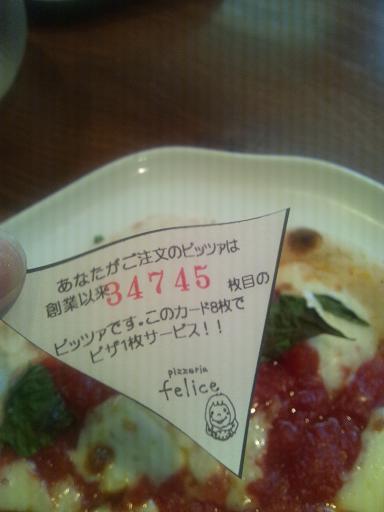 あなたがご注文のピッツァは
創業以来34745枚目の
ピッツァです。このカード8枚で
ピザ1枚サービス！！
pizzeria
felice